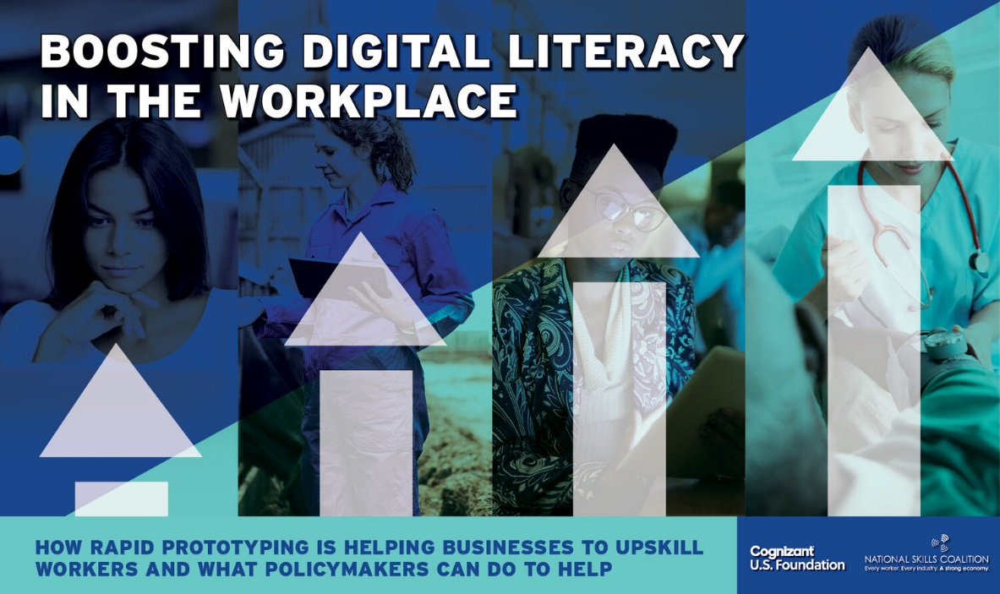 BOOSTING DIGITAL LITERACY
IN THE WORKPLACE
HOW RAPID PROTOTYPING IS HELPING BUSINESSES TO UPSKILL
WORKERS AND WHAT POLICYMAKERS CAN DO TO HELP
Cognizant
U.S. Foundation
NATIONAL SKILLS COALITION
Every worker. Every industry. A strong economy.